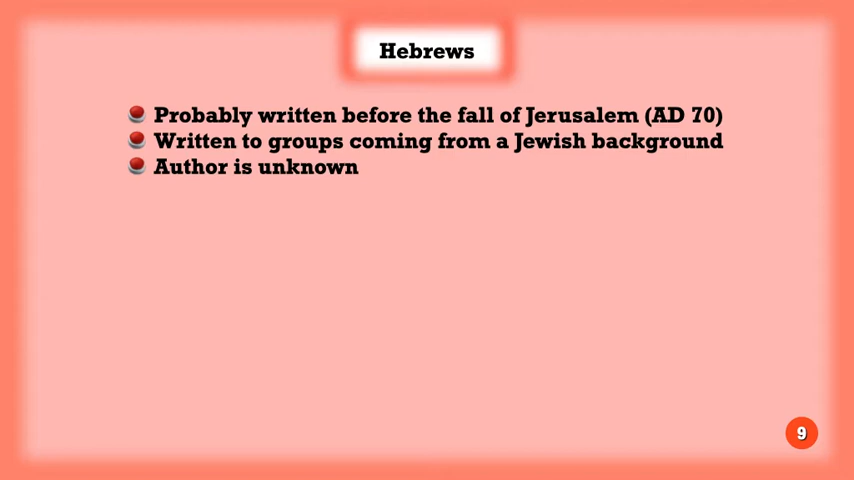 Hebrews
Probably written before the fall of Jerusalem (AD 70)
Written to groups coming from a Jewish background
Author is unknown
9